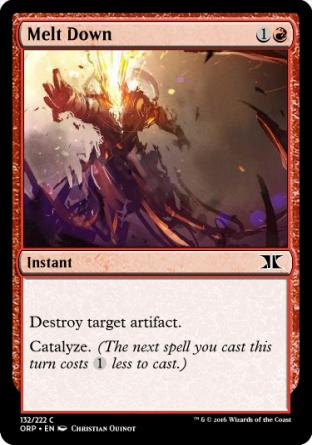 Melt Down 1
Instant
Destroy target artifact.
Catalyze. (The next spell you cast this
turn costs 1 less to cast.)
132/222 C
ORP • EN Christian Quinot
™ & © 2016 Wizards of the Coast